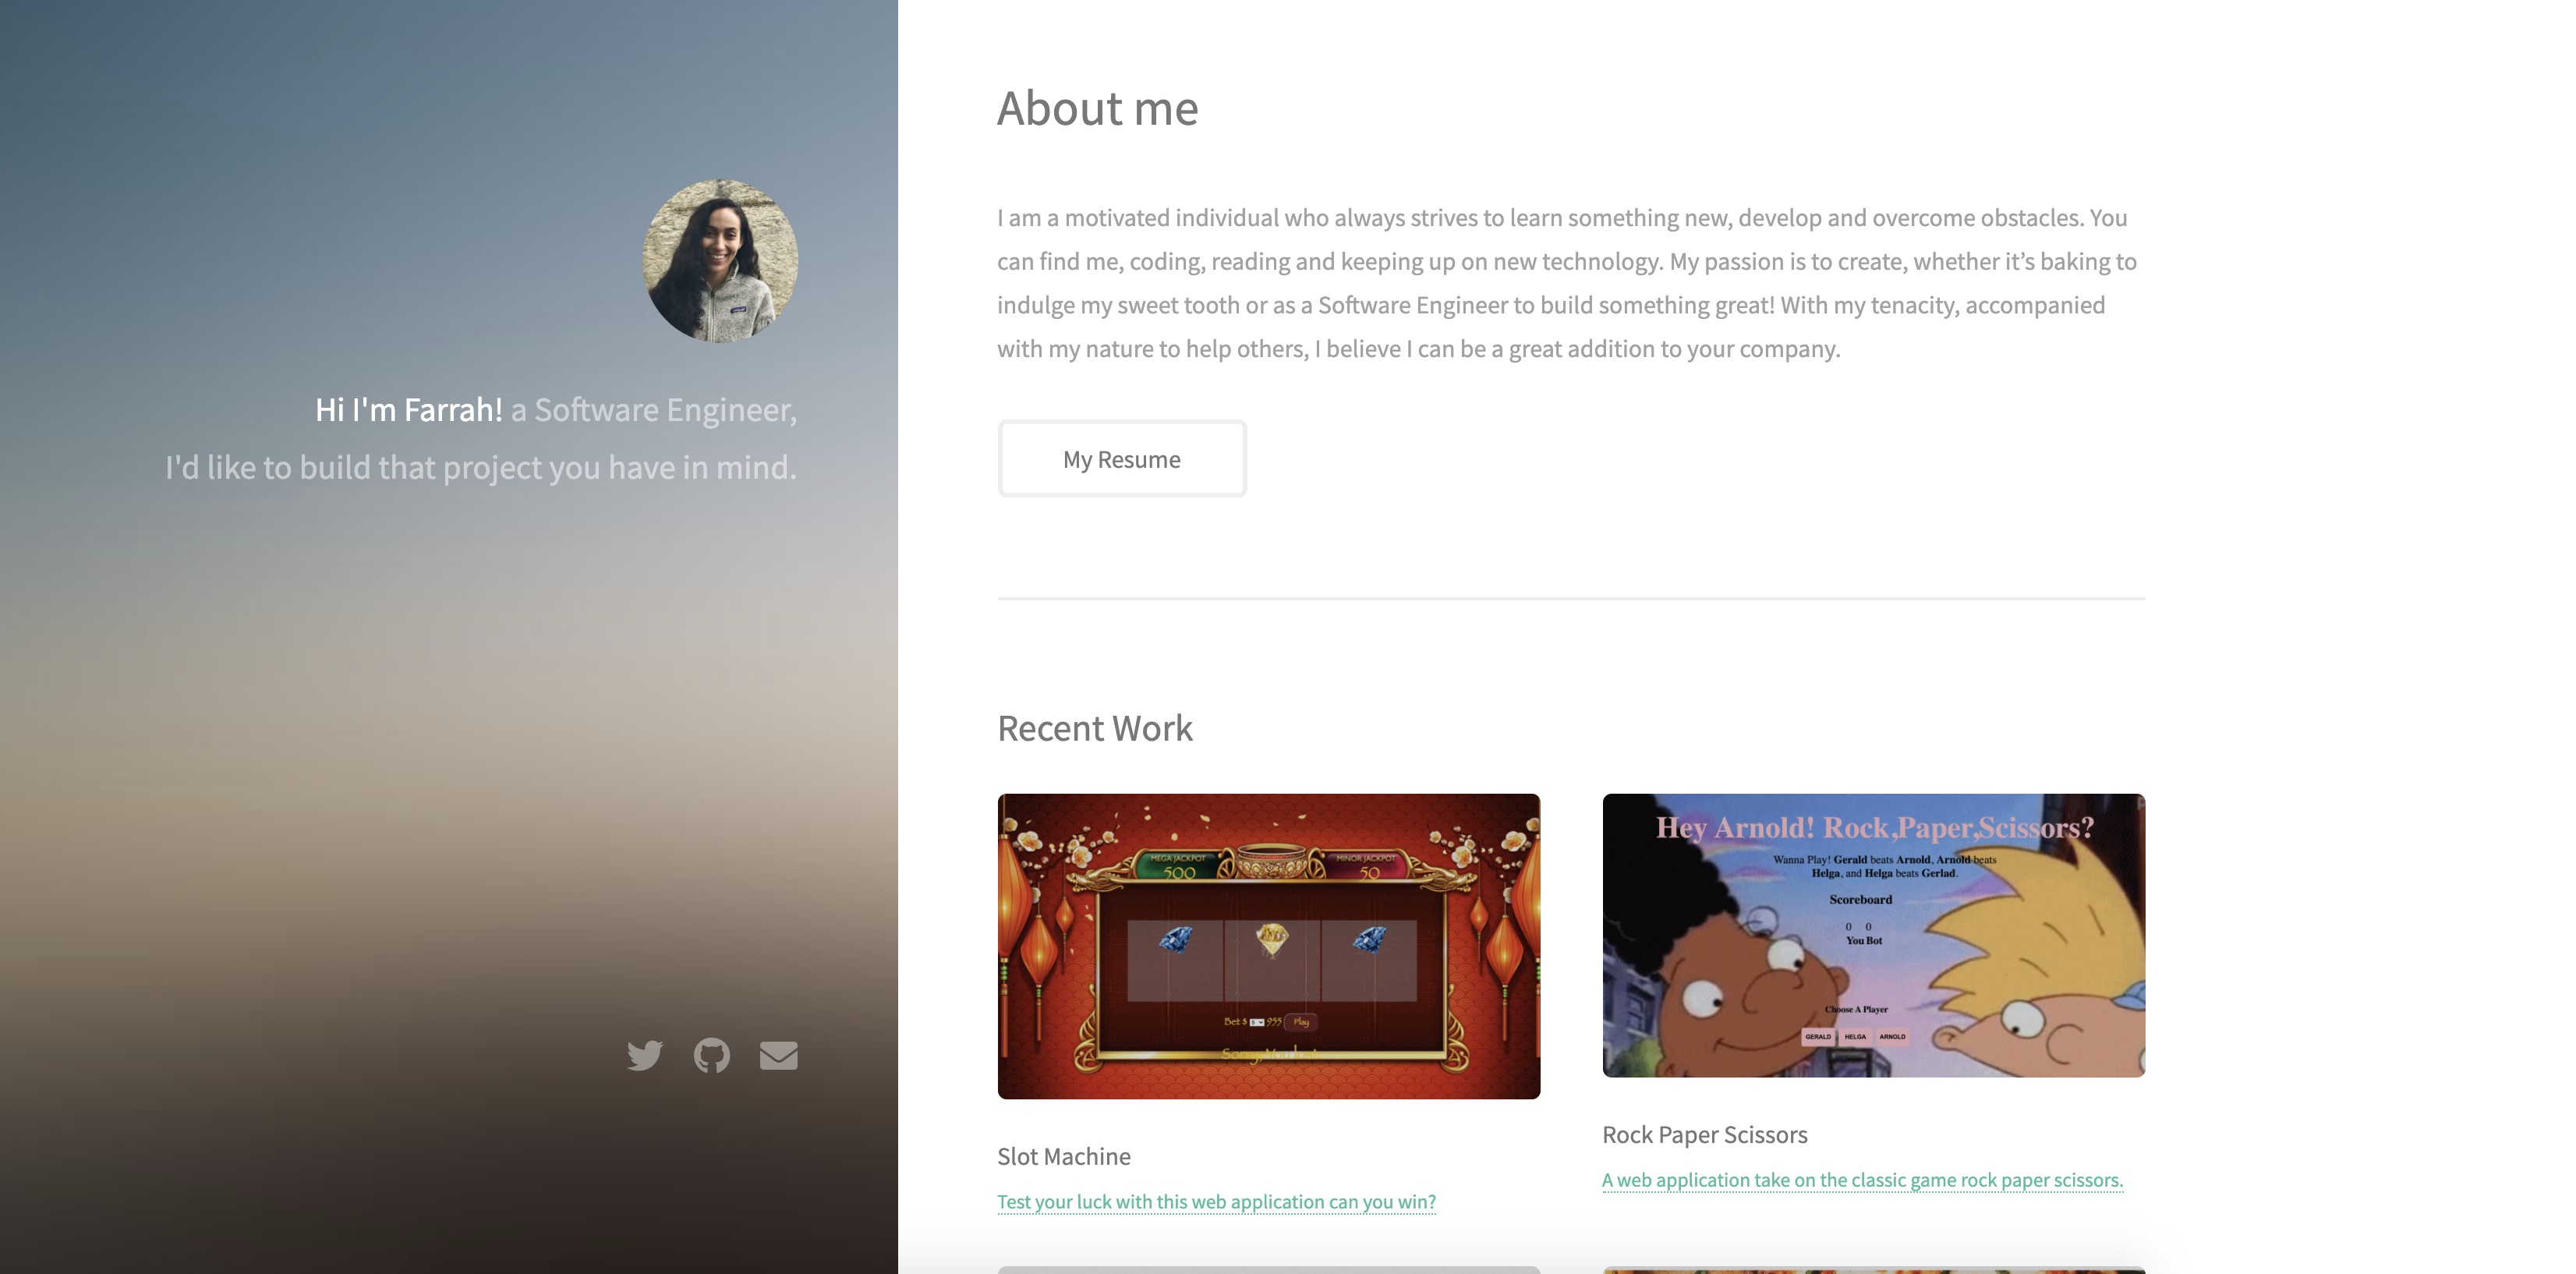 Hi I'm Farrah! a Software Engineer,
I'd like to build that project you have in mind.
About me
I am a motivated individual who always strives to learn something new, develop and overcome obstacles. You
can find me, coding, reading and keeping up on new technology. My passion is to create, whether it’s baking to
indulge my sweet tooth or as a Software Engineer to build something great! With my tenacity, accompanied
with my nature to help others, I believe I can be a great addition to your company.
My Resume
Recent Work
MEGA JACKPOT
500
MINOR JACKPOT
50
Bet $ 5 955 Play
Sorry, You Lost
Slot Machine
Test your luck with this web application can you win?
Hey Arnold! Rock,Paper,Scissors?
Wanna Play! Gerald beats Arnold, Arnold beats
Helga, and Helga beats Gerlad.
Scoreboard
0 0
You Bot
Choose A Player
GERALD HELGA ARNOLD
Rock Paper Scissors
A web application take on the classic game rock paper scissors.